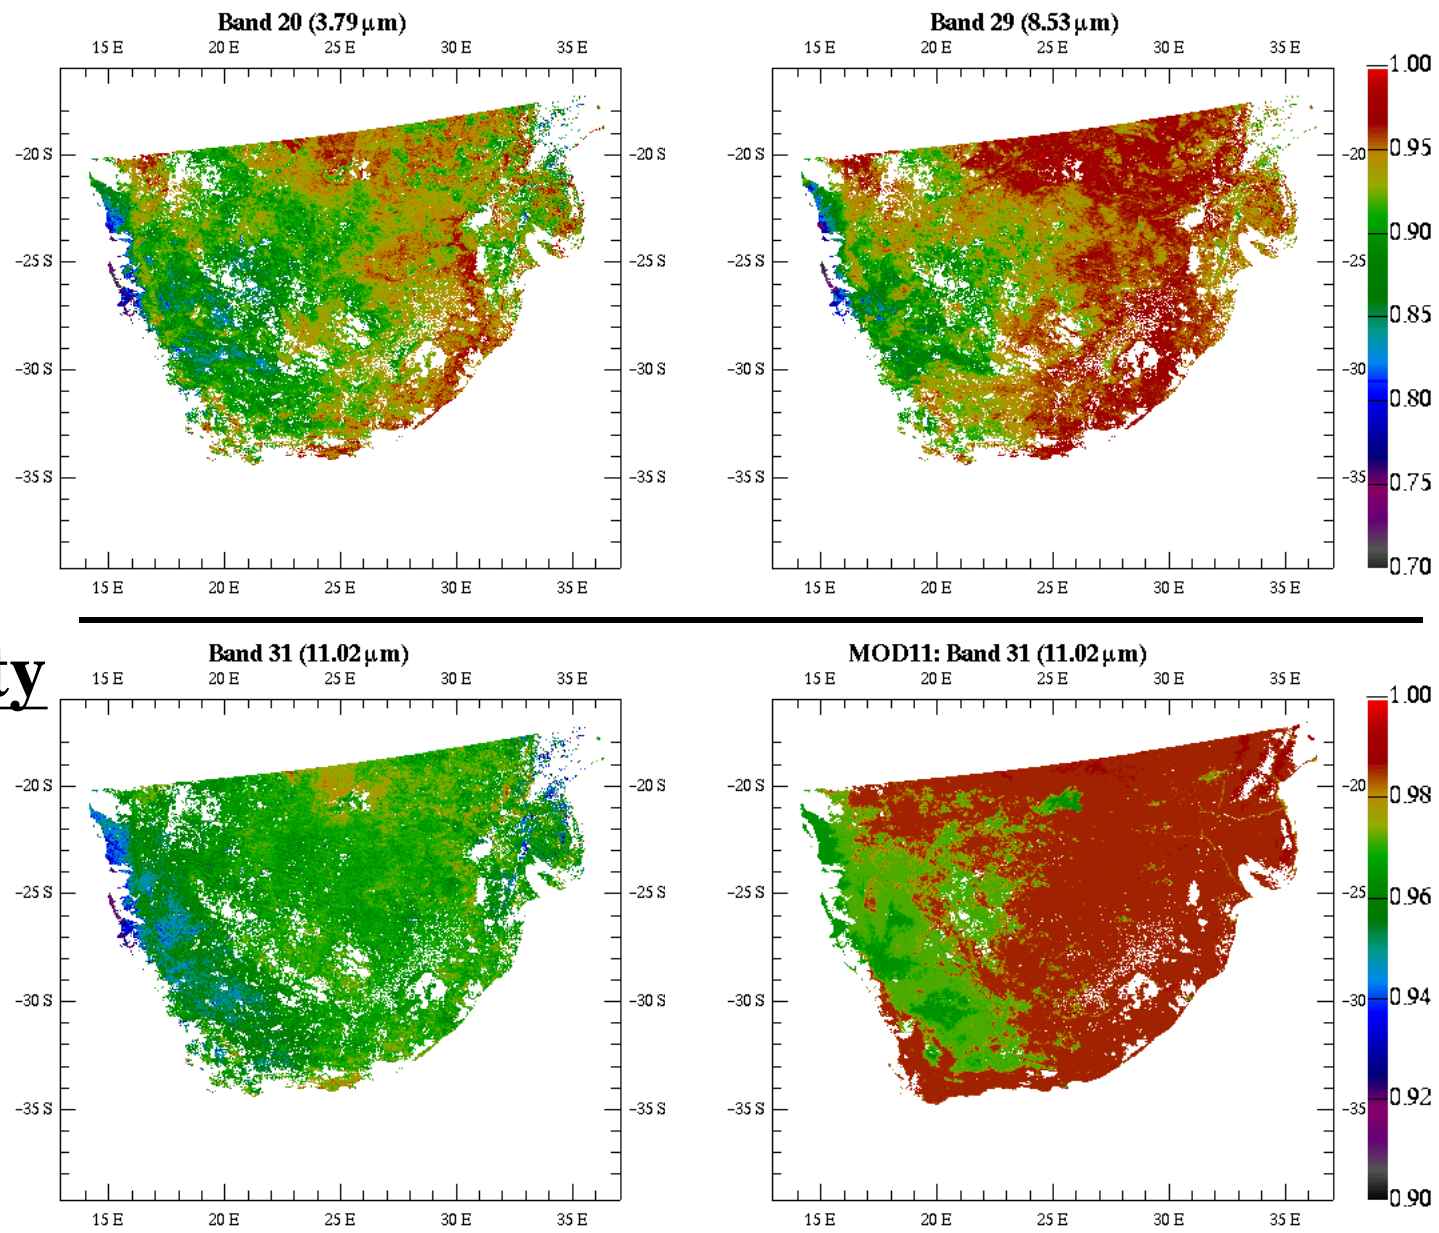 Band 20 (3.79 μm)
Band 29 (8.53 μm)
15 E 20 E 25 E 30 E 35 E
15 E 20 E 25 E 30 E 35 E
1.00
-20 S -20 S -20 S -20 0.95
0.90
-25 S -25 S -25 S -25
0.85
-30 S -30 S -30 S -30
0.80
-35 S -35 S -35 S -35 0.75
0.70
15 E 20 E 25 E 30 E 35 E
15 E 20 E 25 E 30 E 35 E
ty
Band 31 (11.02 μm)
MOD11: Band 31 (11.02 μm)
15 E 20 E 25 E 30 E 35 E
15 E 20 E 25 E 30 E 35 E
1.00
-20 S -20 S -20 S -20 0.98
-25 S -25 S -25 S -25 0.96
-30 S -30 S -30 S -30 0.94
-35 S -35 S -35 S -35 0.92
0.90
15 E 20 E 25 E 30 E 35 E
15 E 20 E 25 E 30 E 35 E